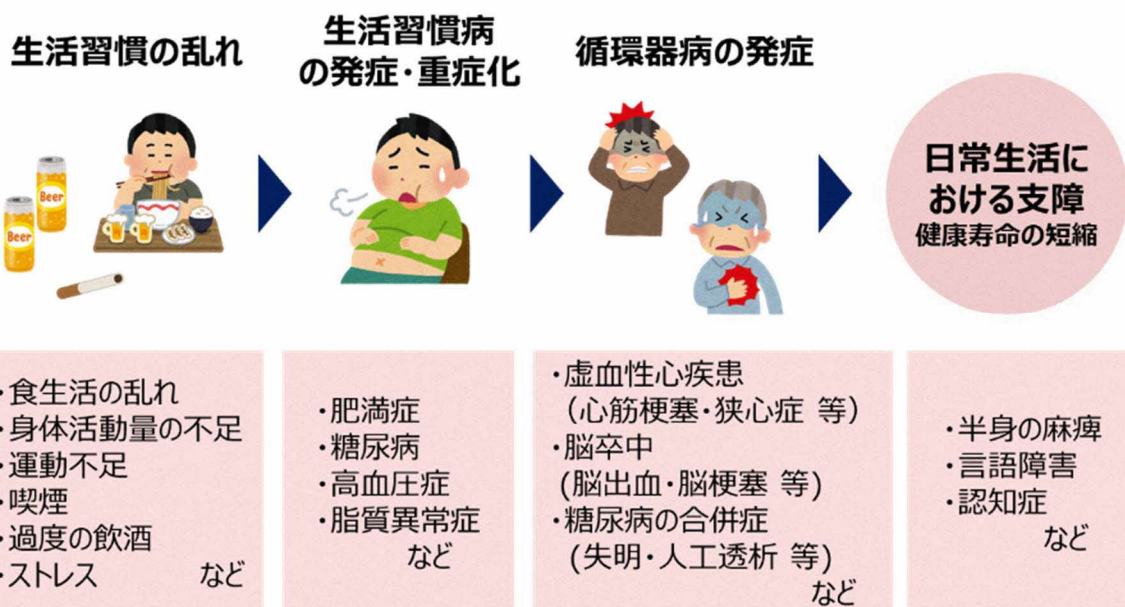 生活習慣の乱れ
生活習慣病
の発症・重症化
循環器病の発症
日常生活に
おける支障
健康寿命の短縮
Beer
Beer
・食生活の乱れ
・身体活動量の不足
・運動不足
・喫煙
・過度の飲酒
・ストレス など
・肥満症
・糖尿病
・高血圧症
・脂質異常症
など
・虚血性心疾患
（心筋梗塞・狭心症 等）
・脳卒中
(脳出血・脳梗塞 等)
・糖尿病の合併症
(失明・人工透析 等)
など
・半身の麻痺
・言語障害
・認知症
など